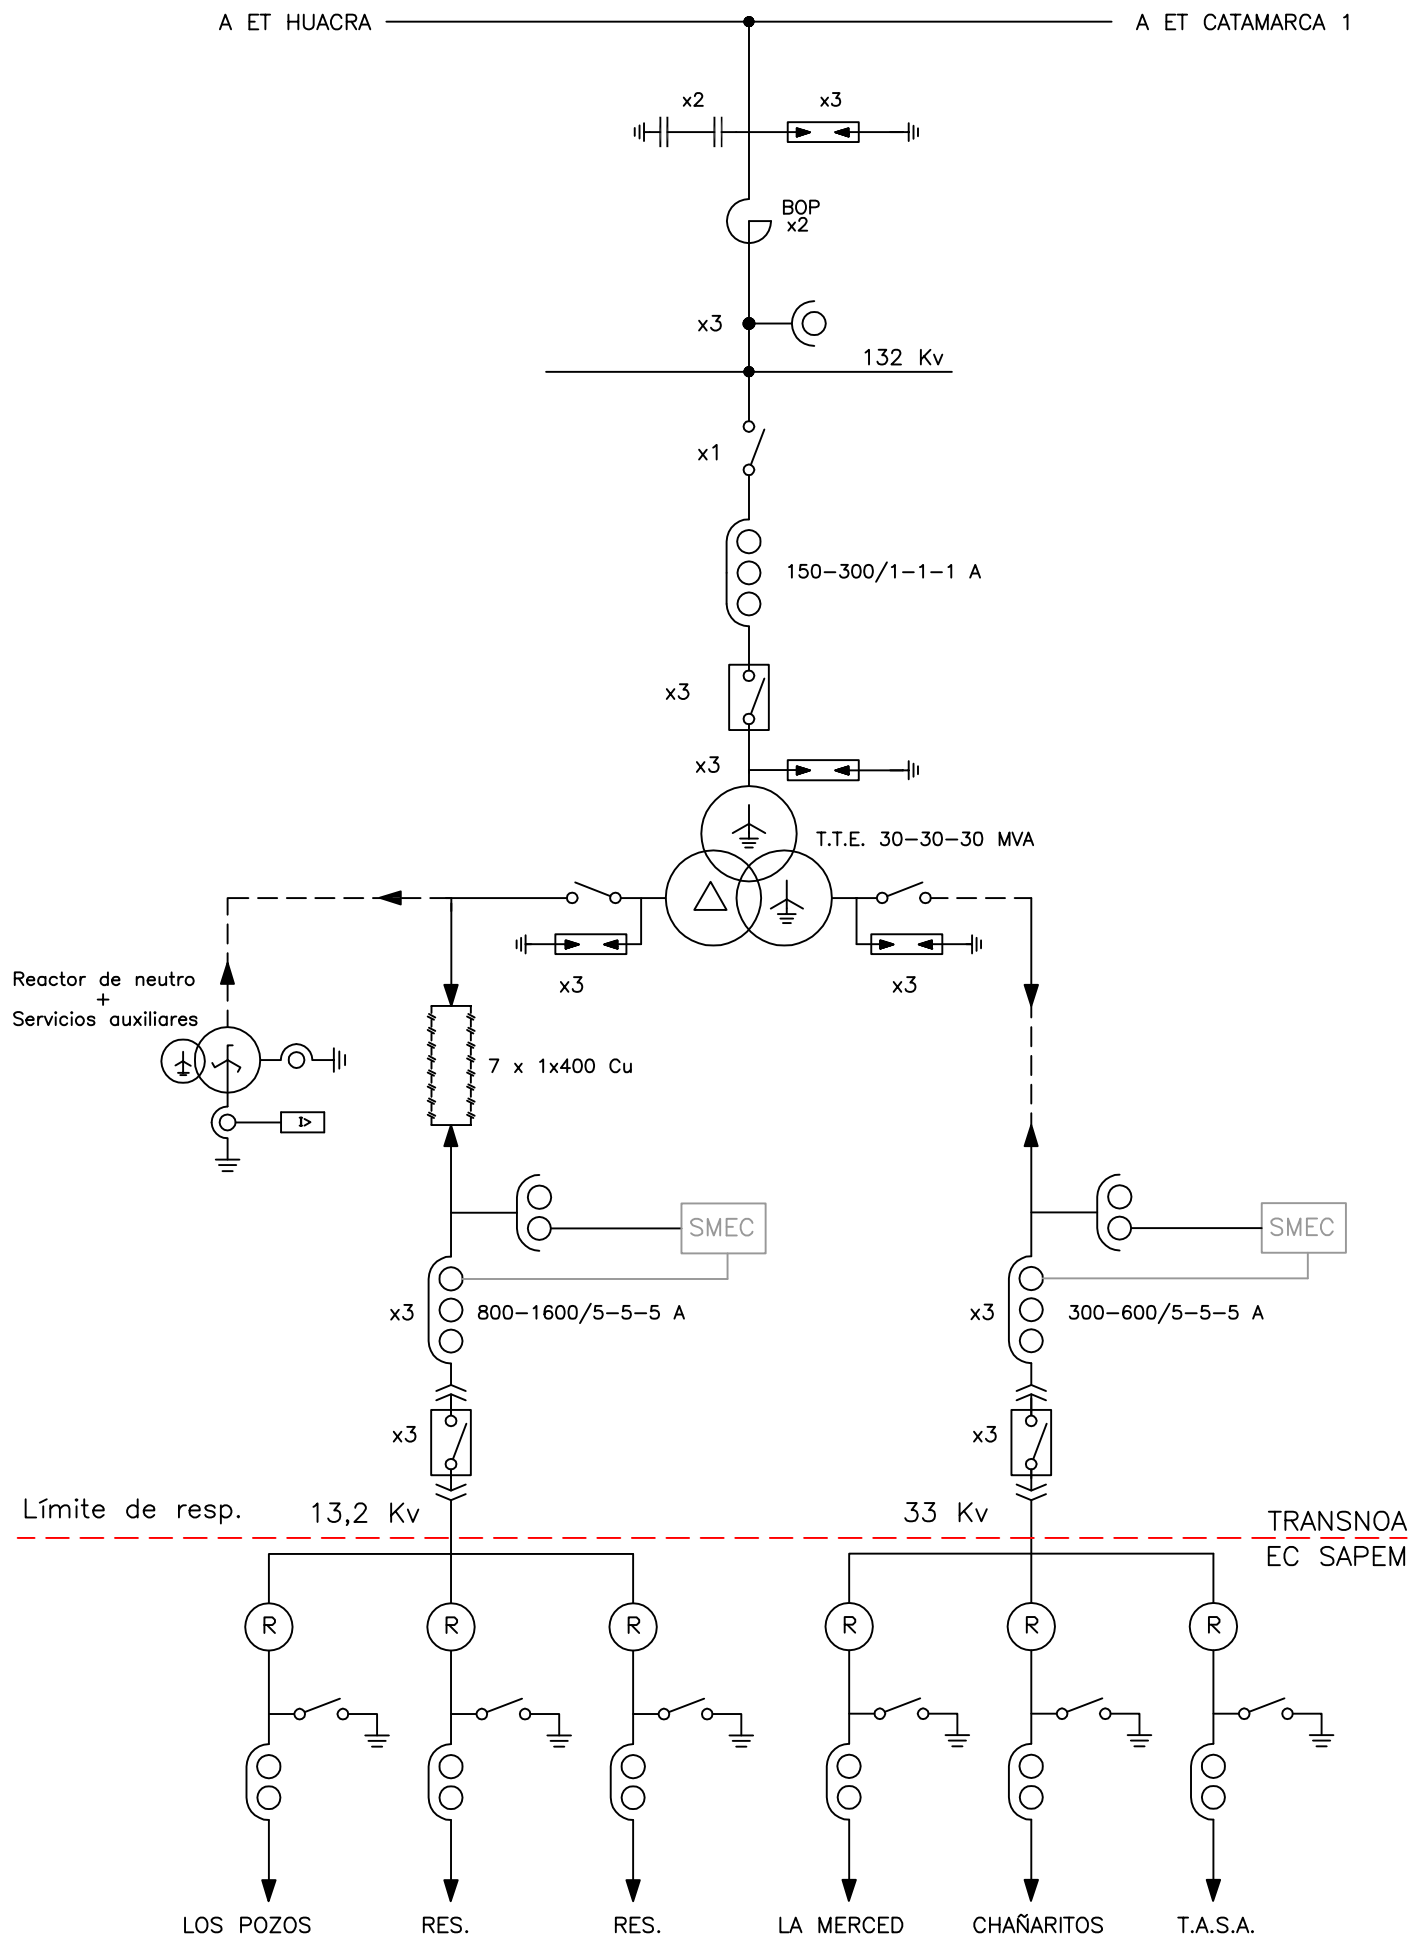 A ET HUACRA
A ET CATAMARCA 1
x2
x3
BOP
x2
x3
132 Kv
x1
150-300/1-1-1 A
x3
x3
T.T.E. 30-30-30 MVA
x3
x3
Reactor de neutro
+
Servicios auxiliares
7 x 1x400 Cu
I>
SMEC
SMEC
x3
800-1600/5-5-5 A
x3
300-600/5-5-5 A
x3
x3
Límite de resp.
13,2 Kv
33 Kv
TRANSNOA
EC SAPEM
R
R
R
R
R
R
LOS POZOS
RES.
RES.
LA MERCED
CHAÑARITOS
T.A.S.A.